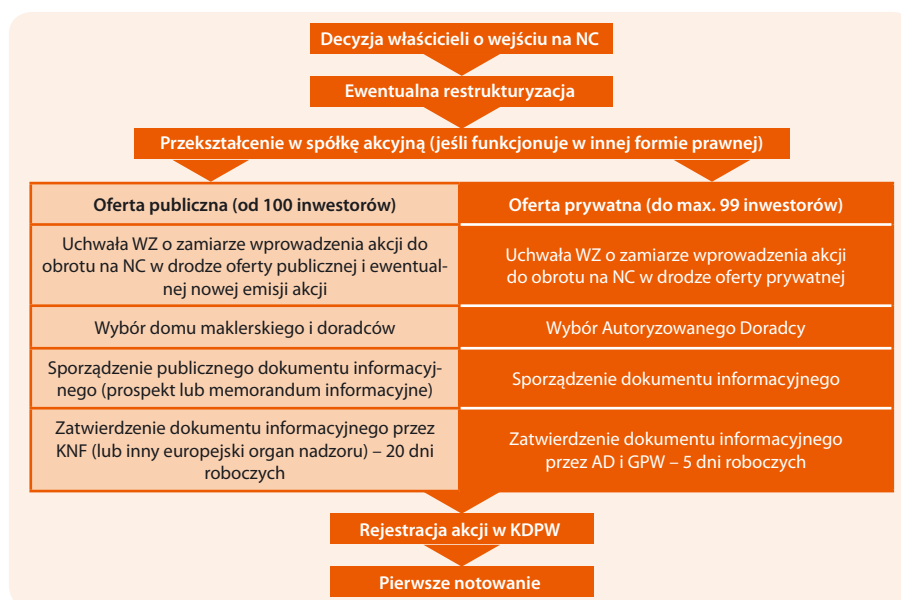 Decyzja właścicieli o wejściu na NC
Ewentualna restrukturyzacja
Przekształcenie w spółkę akcyjną (jeśli funkcjonuje w innej formie prawnej)
Oferta publiczna (od 100 inwestorów)
Oferta prywatna (do max. 99 inwestorów)
Uchwała WZ o zamiarze wprowadzenia akcji do
obrotu na NC w drodze oferty publicznej i ewentual-
nej nowej emisji akcji
Uchwała WZ o zamiarze wprowadzenia akcji
do obrotu na NC w drodze oferty prywatnej
Wybór domu maklerskiego i doradców
Wybór Autoryzowanego Doradcy
Sporządzenie publicznego dokumentu informacyj-
nego (prospekt lub memorandum informacyjne)
Sporządzenie dokumentu informacyjnego
Zatwierdzenie dokumentu informacyjnego przez
KNF (lub inny europejski organ nadzoru) – 20 dni
roboczych
Zatwierdzenie dokumentu informacyjnego
przez AD i GPW – 5 dni roboczych
Rejestracja akcji w KDPW
Pierwsze notowanie